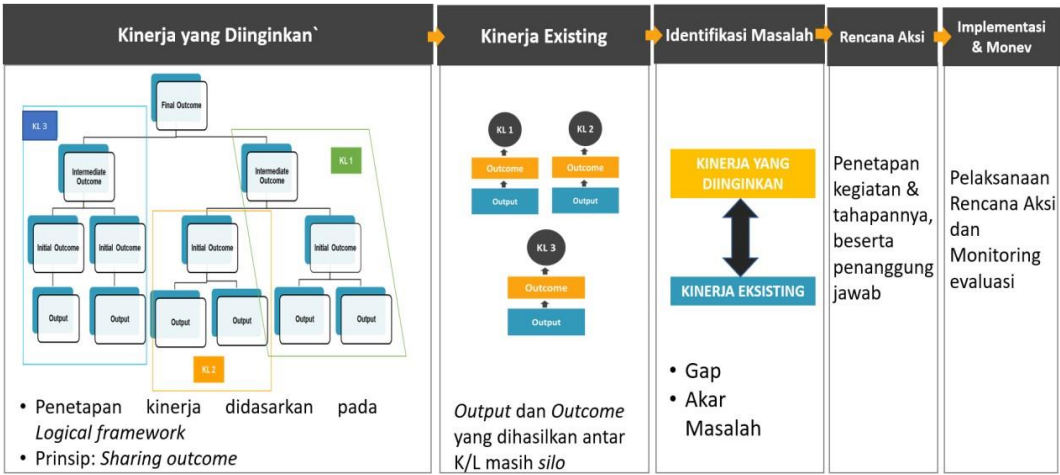 Kinerja yang Diinginkan`
Kinerja Existing
Identifikasi Masalah
Rencana Aksi
Implementasi
& Monev
Final Outcome
KL 3
KL 1
Intermediate
Outcome
Intermediate
Outcome
Initial Outcome
Initial Outcome
Initial Outcome
Initial Outcome
Output
Output
Output
Output
Output
Output
KL 2
• Penetapan kinerja didasarkan pada
Logical framework
• Prinsip: Sharing outcome
KL 1
KL 2
Outcome
Outcome
Output
Output
KL 3
Outcome
Output
Output dan Outcome
yang dihasilkan antar
K/L masih silo
KINERJA YANG
DIINGINKAN
KINERJA EKSISTING
• Gap
• Akar
Masalah
Penetapan
kegiatan &
tahapannya,
beserta
penanggung
jawab
Pelaksanaan
Rencana Aksi
dan
Monitoring
evaluasi